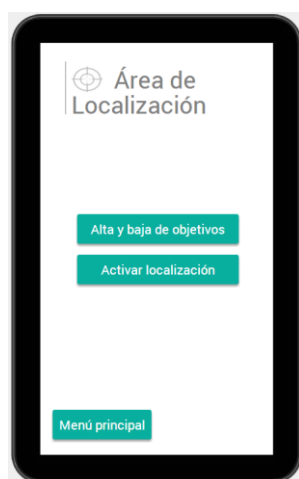 Área de
Localización
Alta y baja de objetivos
Activar localización
Menú principal